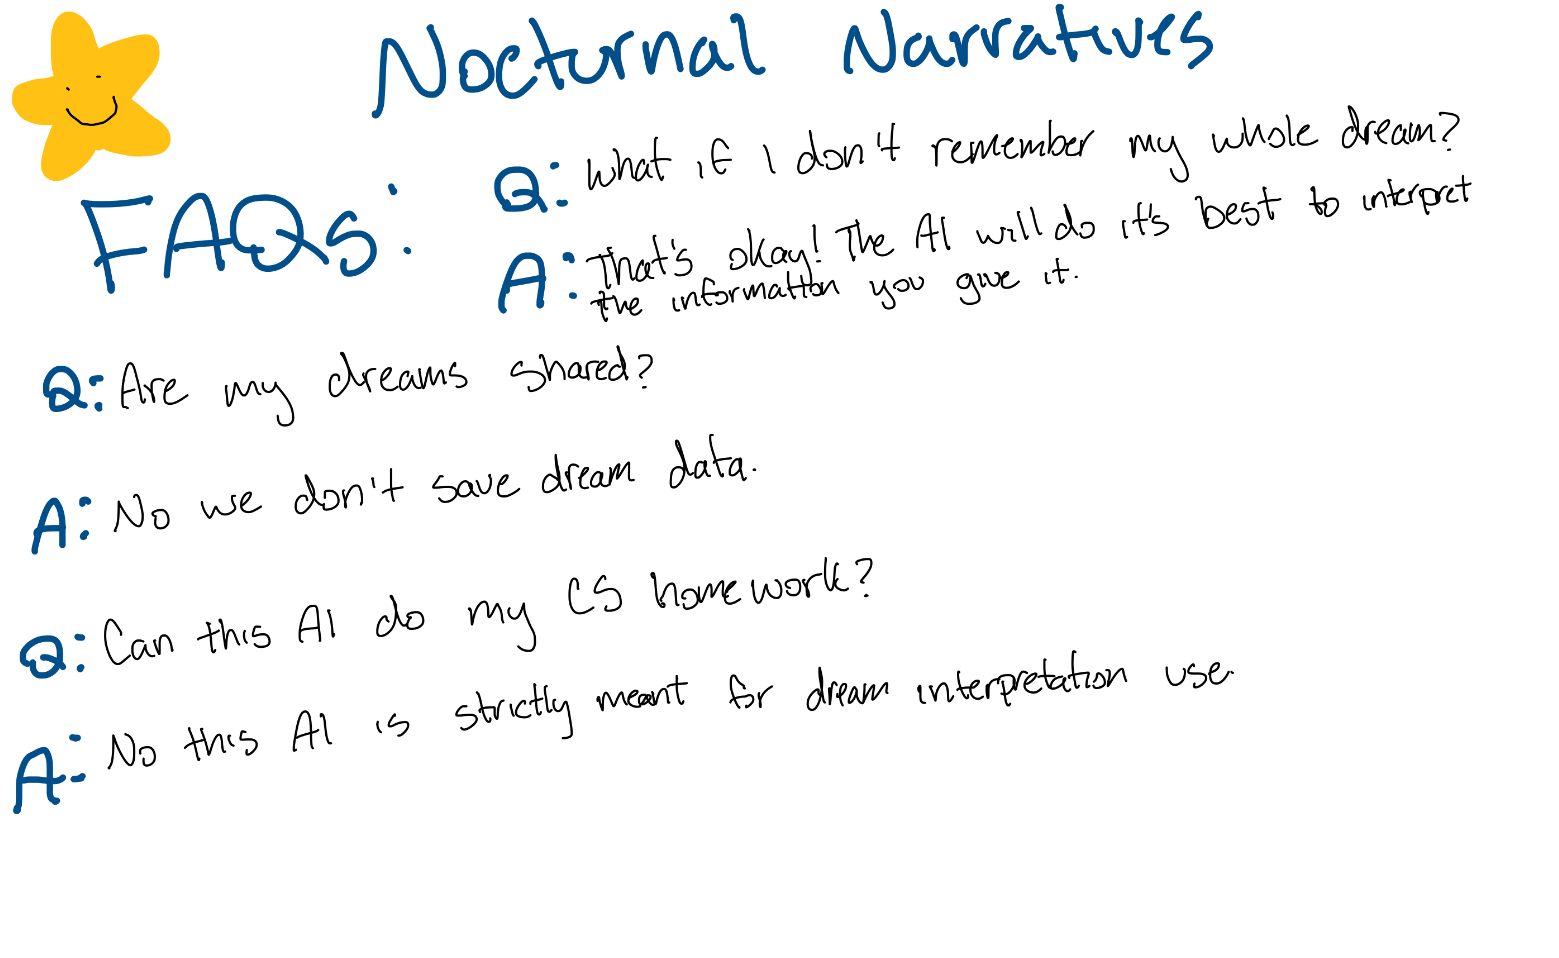 Nocturnal Narratives
FAQs:
Q: What if I don't remember my whole dream?
A: That's okay! The AI will do it's best to interpret
the information you give it.
Q: Are my dreams shared?
A: No we don't save dream data.
Q: Can this AI do my CS homework?
A: No this AI is strictly meant for dream interpretation use.